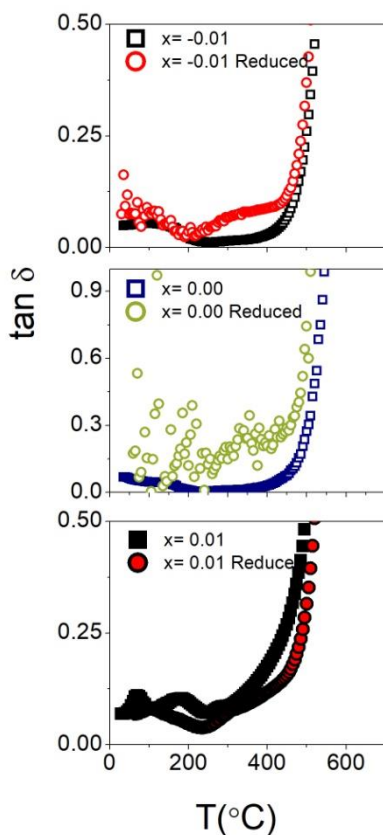 0.50
x= -0.01
x= -0.01 Reduced
0.25
0.00
tan δ
0.9
x= 0.00
x= 0.00 Reduced
0.6
0.3
0.0
0.50
x= 0.01
x= 0.01 Reduced
0.25
0.00
0 200 400 600
T(°C)